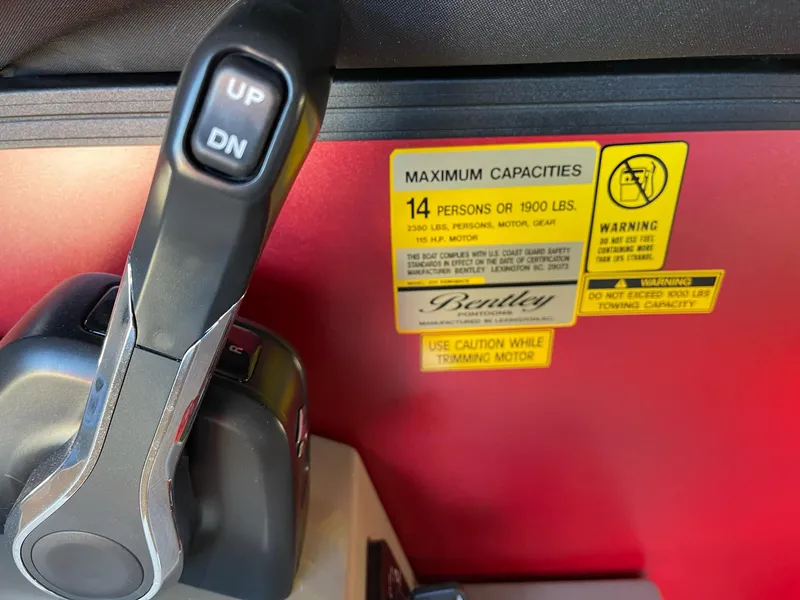 UP
DN
R
MAXIMUM CAPACITIES
14 PERSONS OR 1900 LBS.
2380 LBS, PERSONS, MOTOR, GEAR
115 H.P. MOTOR
THIS BOAT COMPLIES WITH U.S. COAST GUARD SAFETY
STANDARDS IN EFFECT ON THE DATE OF CERTIFICATION
MANUFACTURER: BENTLEY LEXINGTON SC. 29073
Bentley
PONTOONS
MANUFACTURED IN LEXINGTON, SC.
WARNING
DO NOT USE FUEL
CONTAINING MORE
THAN 10% ETHANOL.
WARNING
DO NOT EXCEED 1000 LBS
TOWING CAPACITY
USE CAUTION WHILE
TRIMMING MOTOR